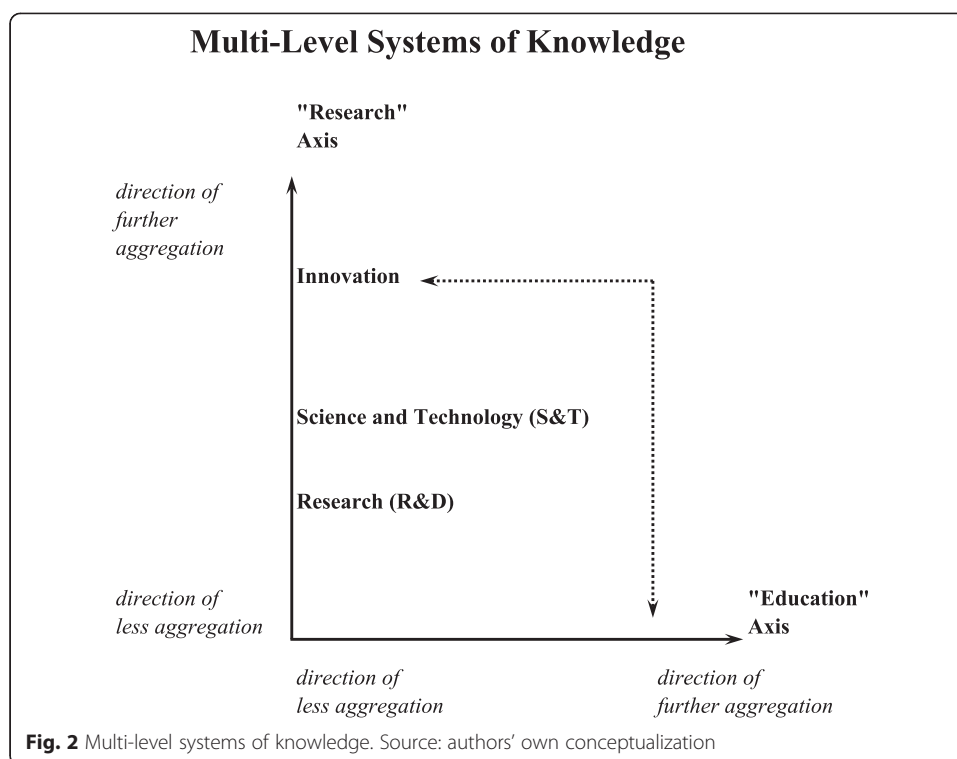 Multi-Level Systems of Knowledge
"Research"
Axis
direction of
further
aggregation
Innovation
Science and Technology (S&T)
Research (R&D)
direction of
less aggregation
"Education"
Axis
direction of
less aggregation
direction of
further aggregation
Fig. 2 Multi-level systems of knowledge. Source: authors' own conceptualization